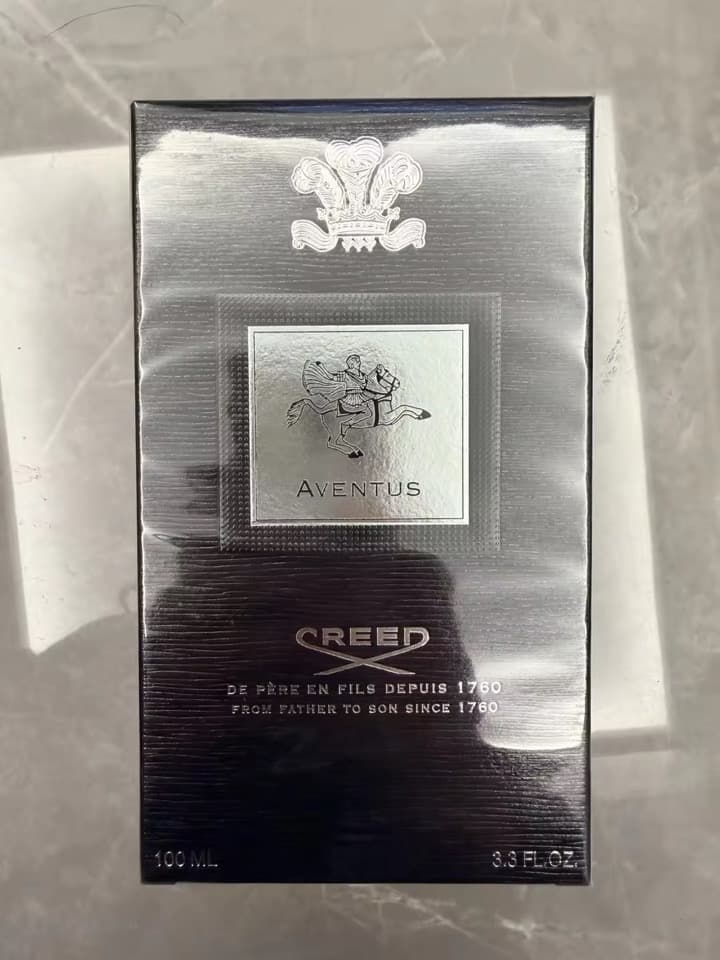 AVENTUS
CREED
DE PÈRE EN FILS DEPUIS 1760
FROM FATHER TO SON SINCE 1760
100 ML
3.3 FL.OZ.